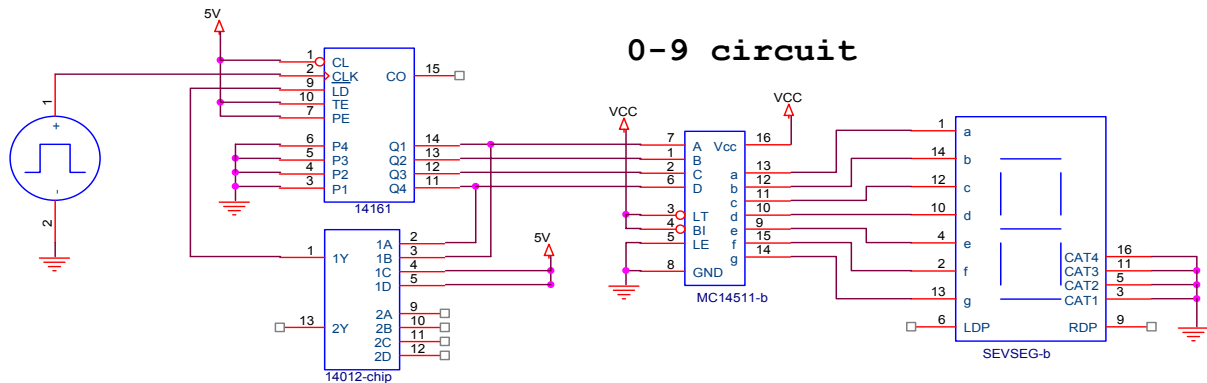 0-9 circuit
5V
1 CL
2 CLK
9 LD
10 TE
7 PE
6 P4
5 P3
4 P2
3 P1
CO 15
Q1 14
Q2 13
Q3 12
Q4 11
14161
1
+
-
2
1 1Y
13 2Y
1A 2
1B 3
1C 4
1D 5
2A 9
2B 10
2C 11
2D 12
14012-chip
5V
VCC
VCC
7 A
1 B
2 C
6 D
3 LT
4 BI
5 LE
8 GND
Vcc 16
a 13
b 12
c 11
d 10
e 9
f 15
g 14
MC14511-b
1 a
14 b
12 c
10 d
4 e
2 f
13 g
6 LDP
CAT4 16
CAT3 11
CAT2 5
CAT1 3
RDP 9
SEVSEG-b